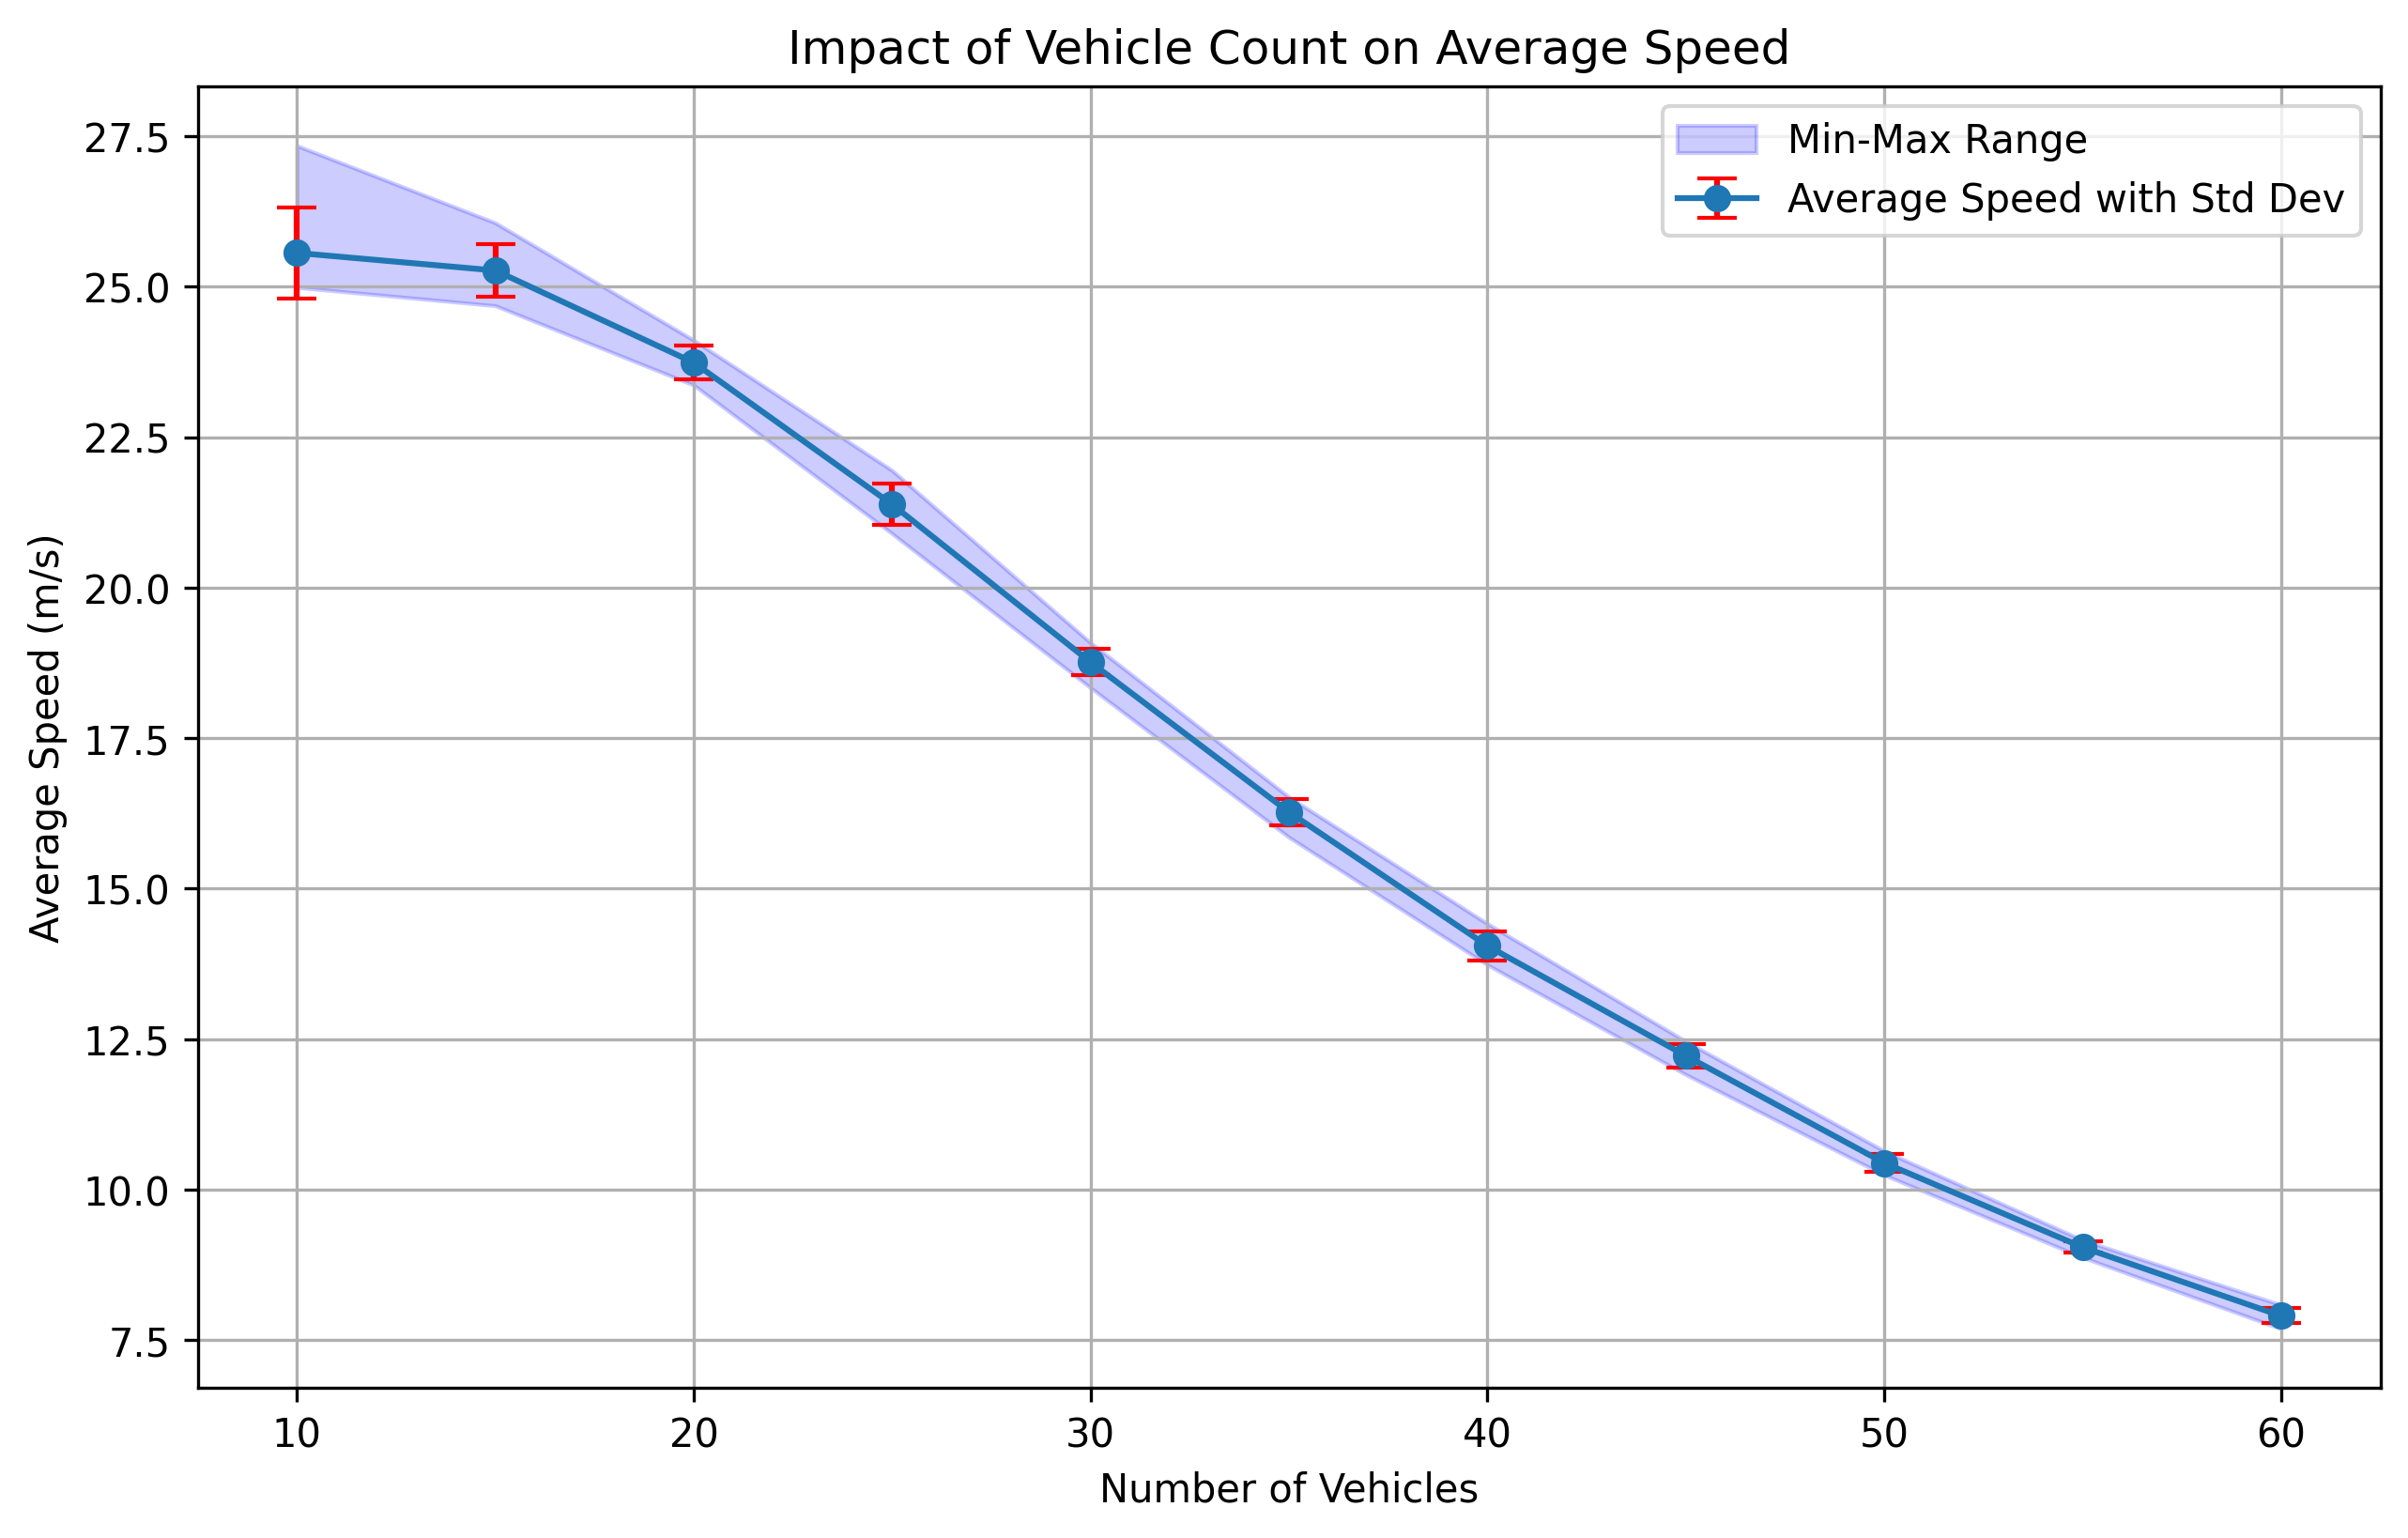 Impact of Vehicle Count on Average Speed
Min-Max Range
Average Speed with Std Dev
Average Speed (m/s)
27.5
25.0
22.5
20.0
17.5
15.0
12.5
10.0
7.5
10 20 30 40 50 60
Number of Vehicles